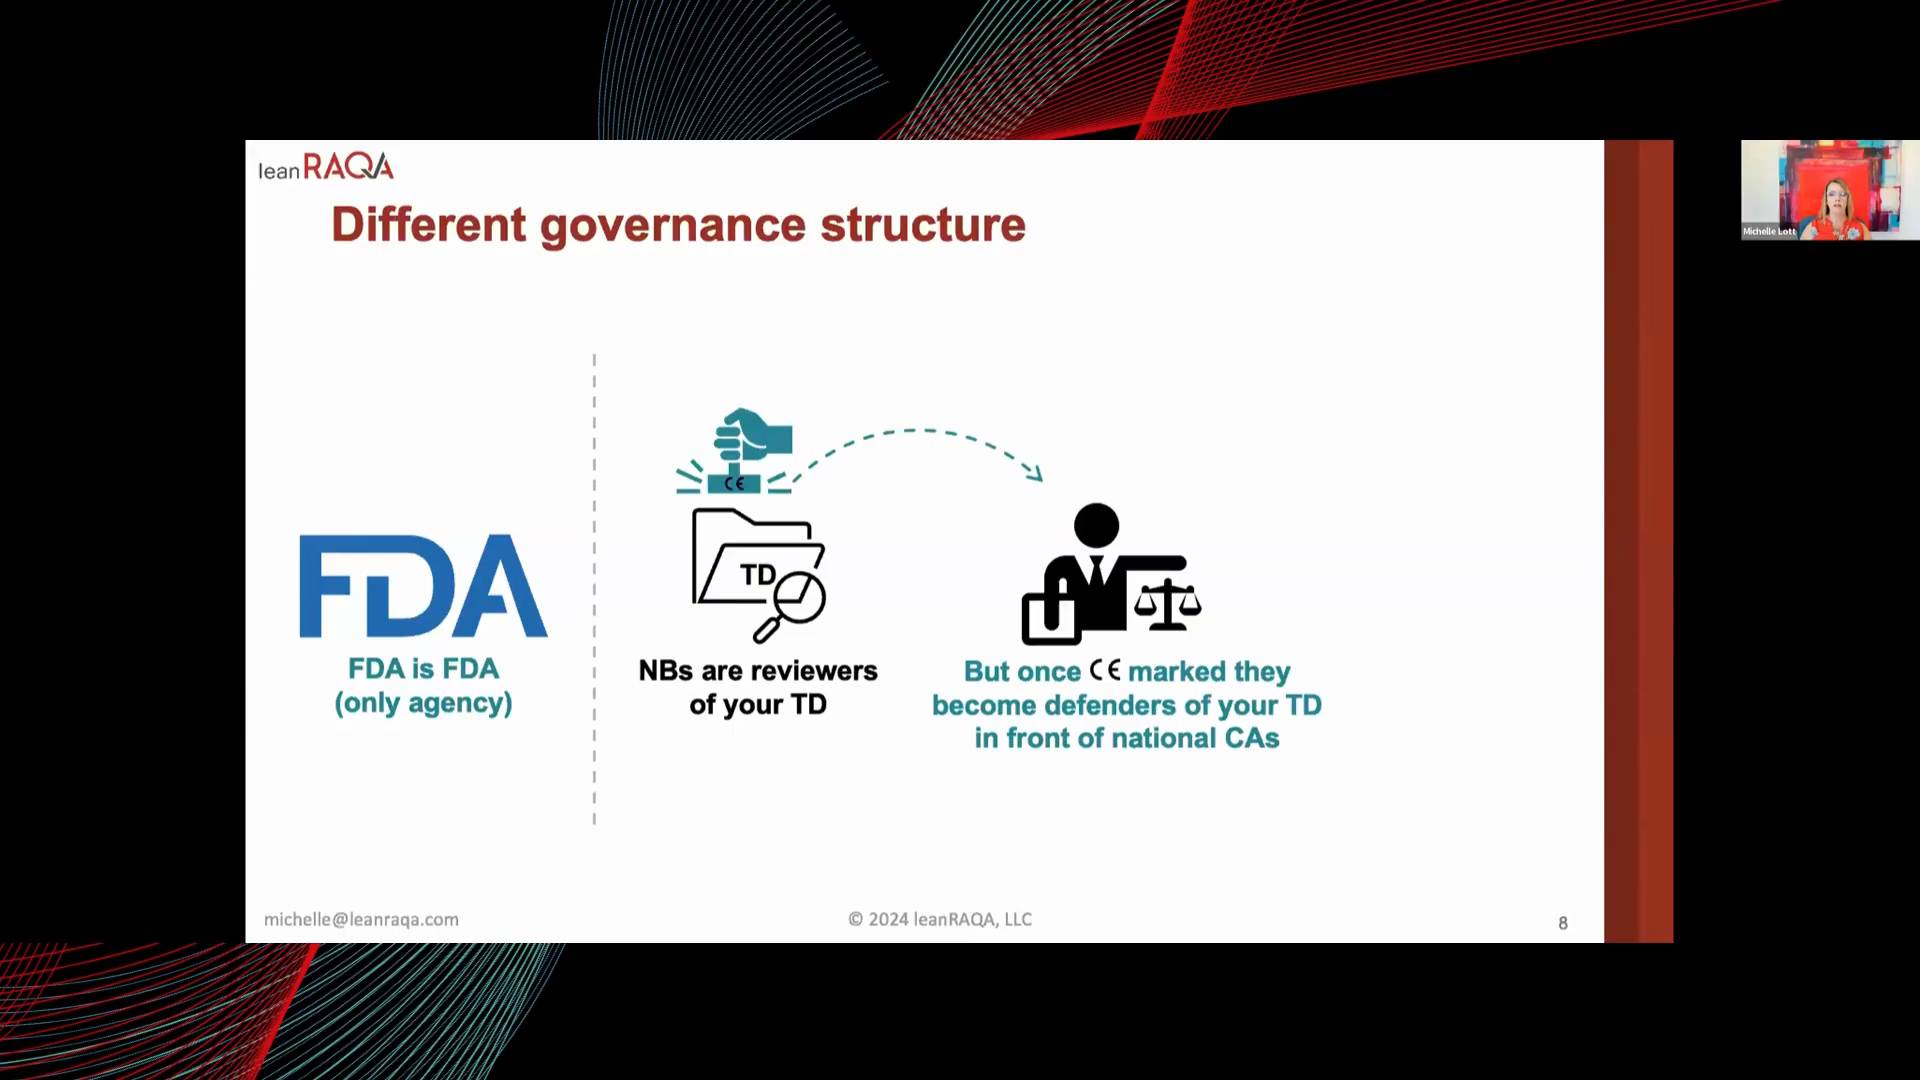 leanRAQA
Different governance structure
Michelle Lott
CE
TD
FDA
FDA is FDA
(only agency)
NBs are reviewers
of your TD
But once CE marked they
become defenders of your TD
in front of national CAs
michelle@leanraqa.com
© 2024 leanRAQA, LLC
8